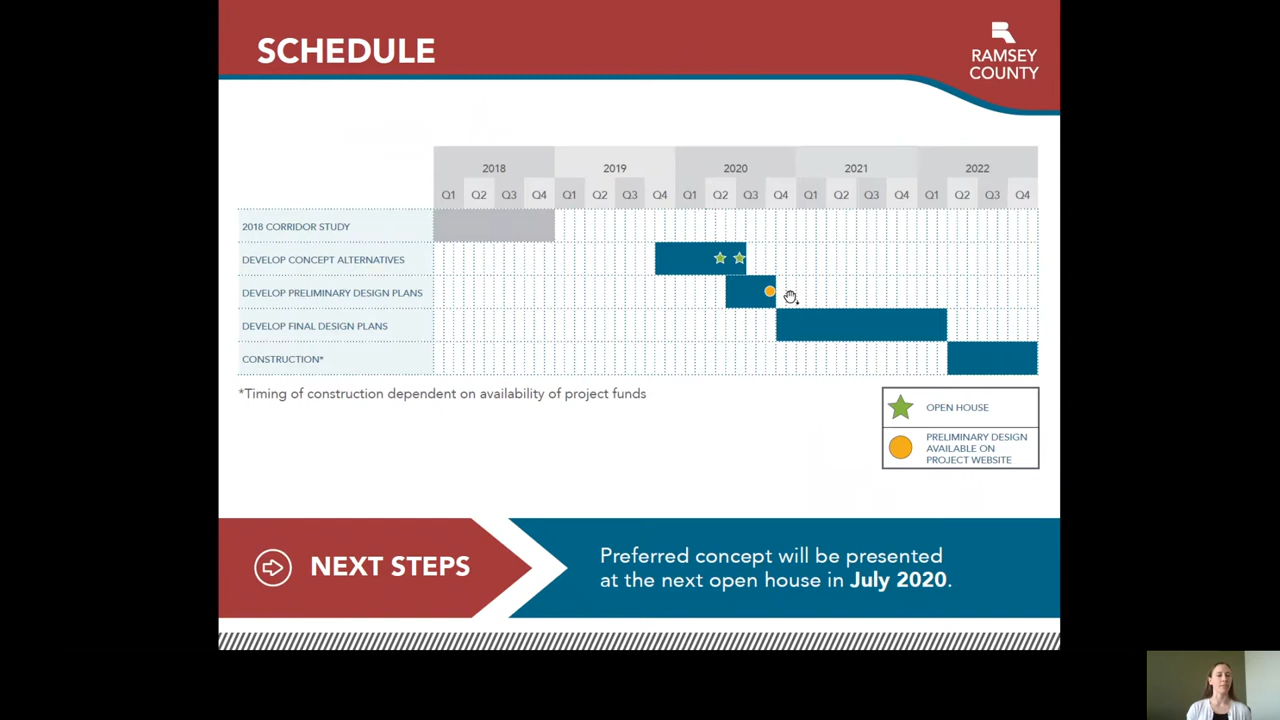 SCHEDULE
RAMSEY
COUNTY
2018 2019 2020 2021 2022
Q1 Q2 Q3 Q4 Q1 Q2 Q3 Q4 Q1 Q2 Q3 Q4 Q1 Q2 Q3 Q4 Q1 Q2 Q3 Q4
2018 CORRIDOR STUDY
DEVELOP CONCEPT ALTERNATIVES
DEVELOP PRELIMINARY DESIGN PLANS
DEVELOP FINAL DESIGN PLANS
CONSTRUCTION*
*Timing of construction dependent on availability of project funds
OPEN HOUSE
PRELIMINARY DESIGN
AVAILABLE ON
PROJECT WEBSITE
NEXT STEPS
Preferred concept will be presented
at the next open house in July 2020.